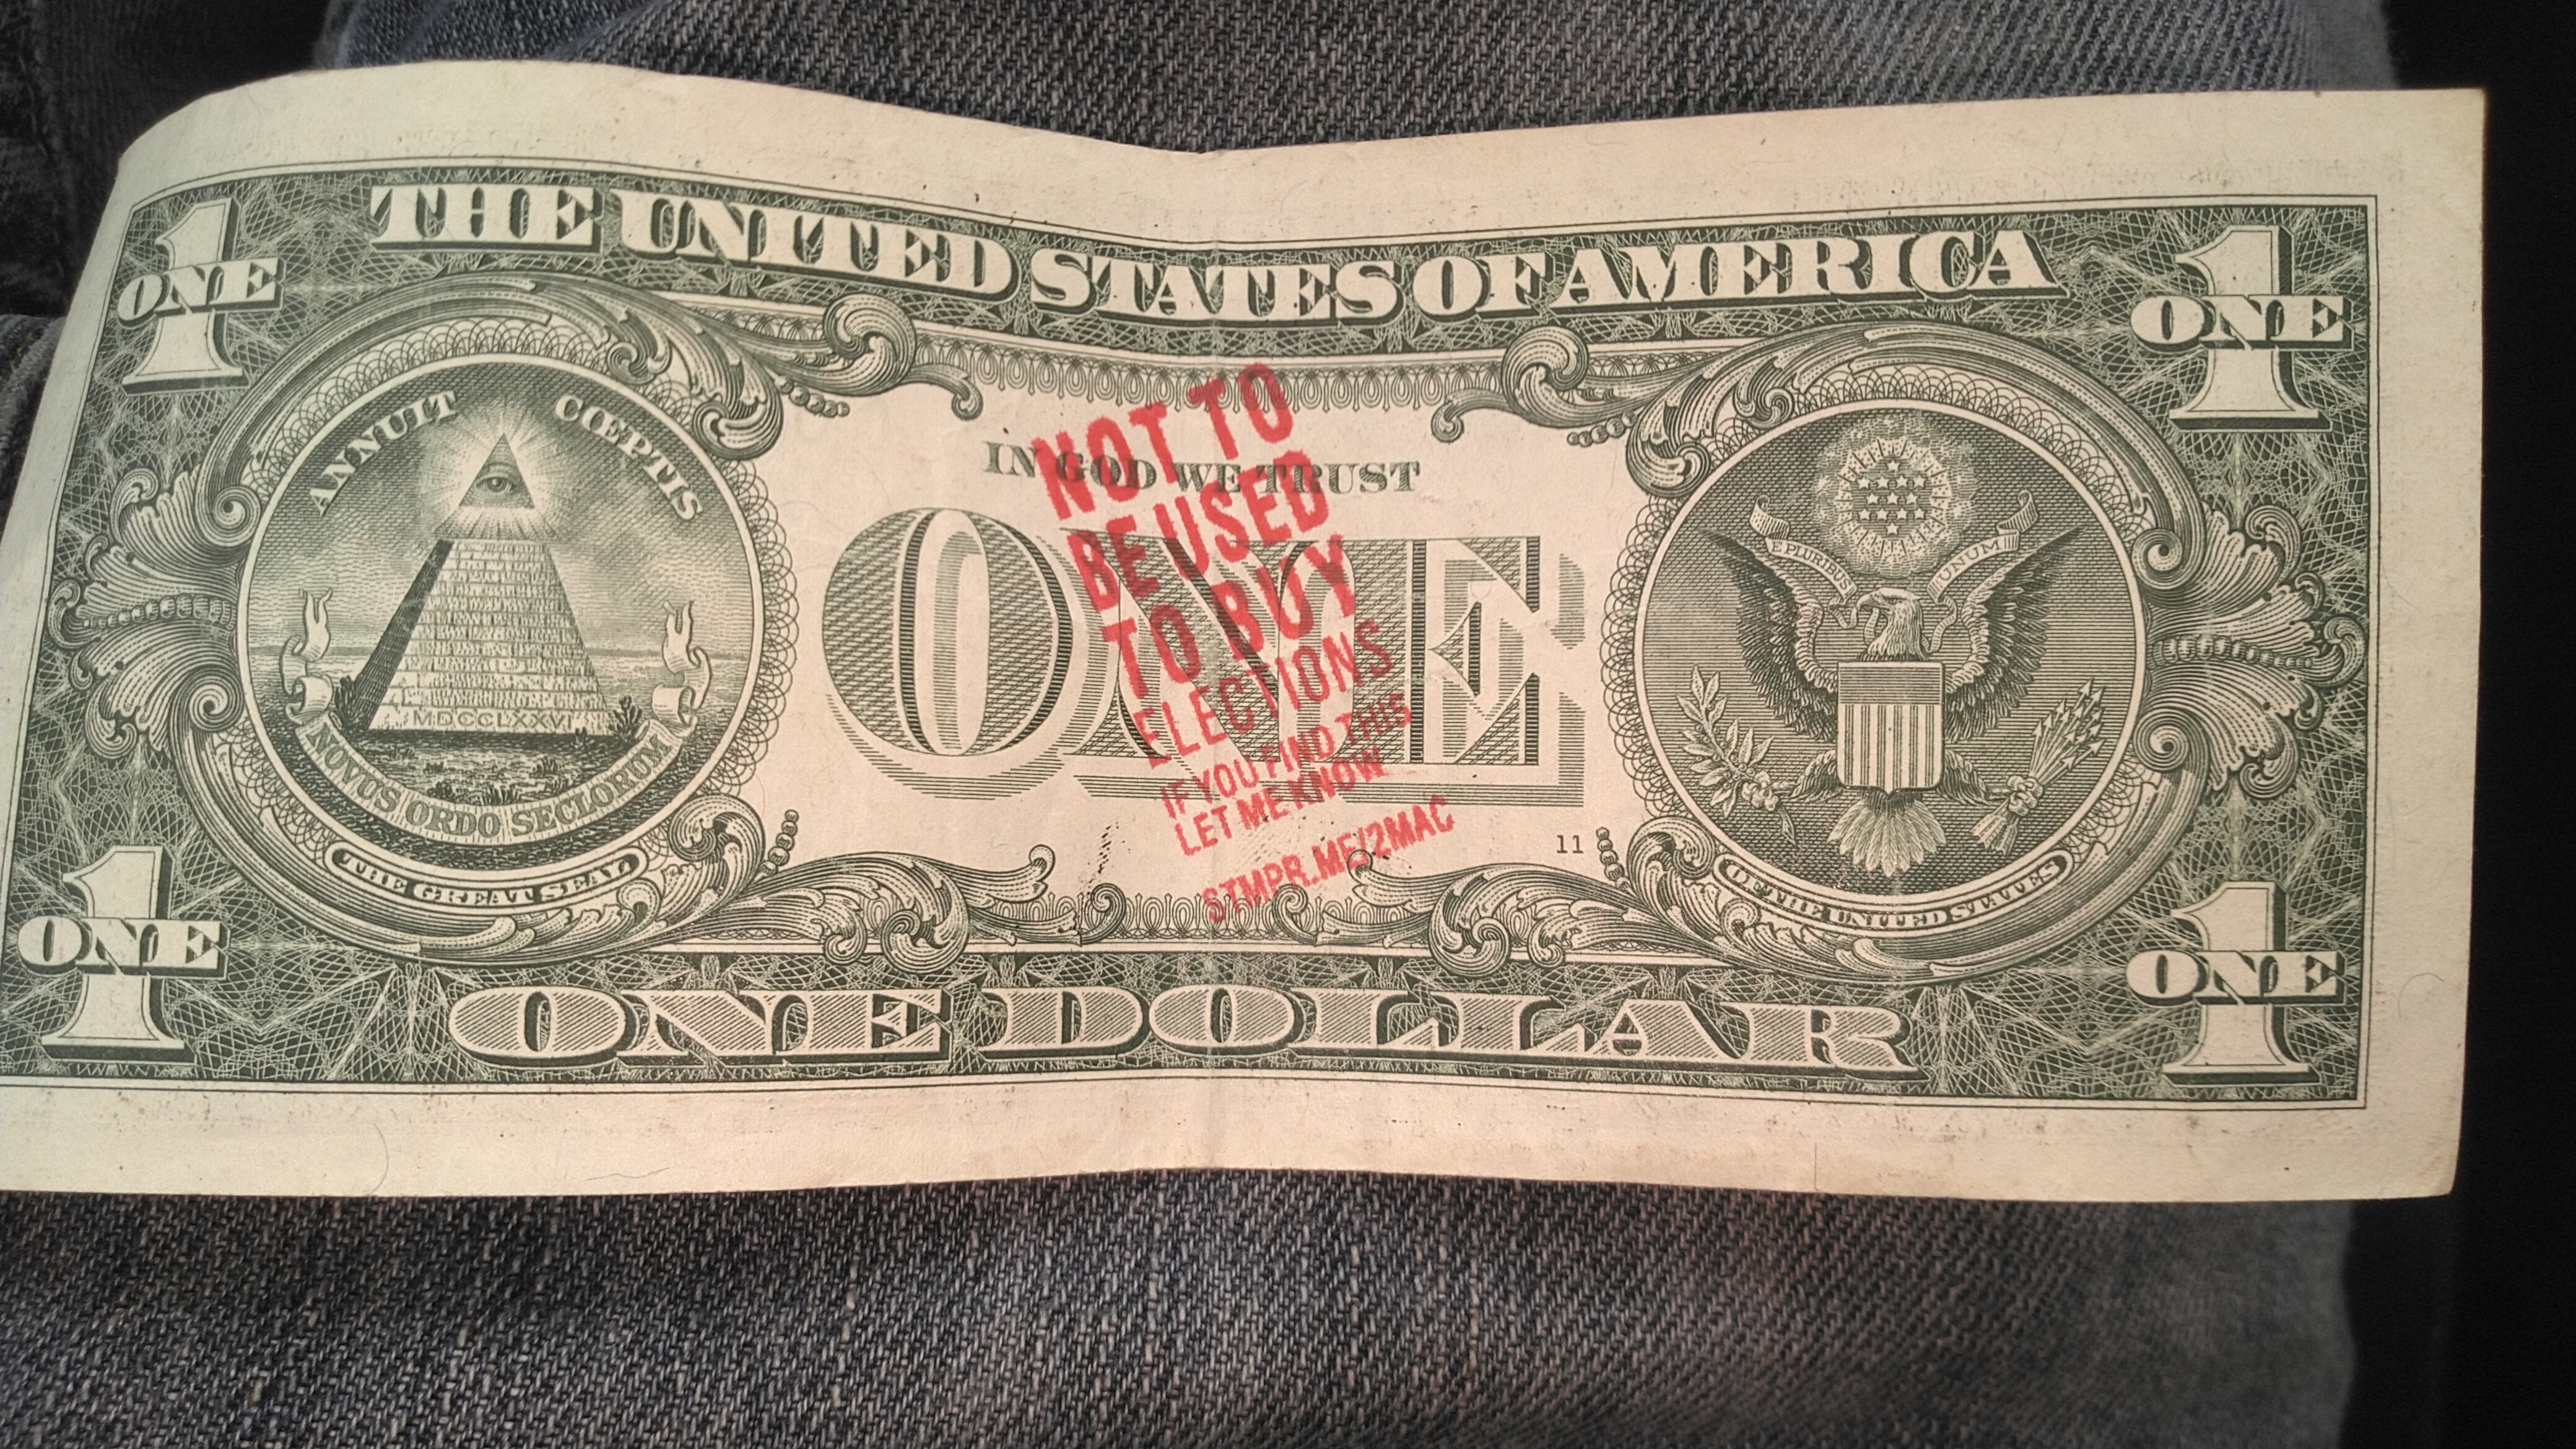 THE UNITED STATES OF AMERICA
1
ONE
1
ONE
ANNUIT CŒPTIS
MDCCLXXVI
NOVUS ORDO SECLORUM
THE GREAT SEAL
IN GOD WE TRUST
ONE
NOT TO
BE USED
TO BUY
ELECTIONS
IF YOU FIND THIS
LET ME KNOW
STMPR.ME/2MAC
11
E PLURIBUS UNUM
OF THE UNITED STATES
1
ONE
1
ONE
ONE DOLLAR